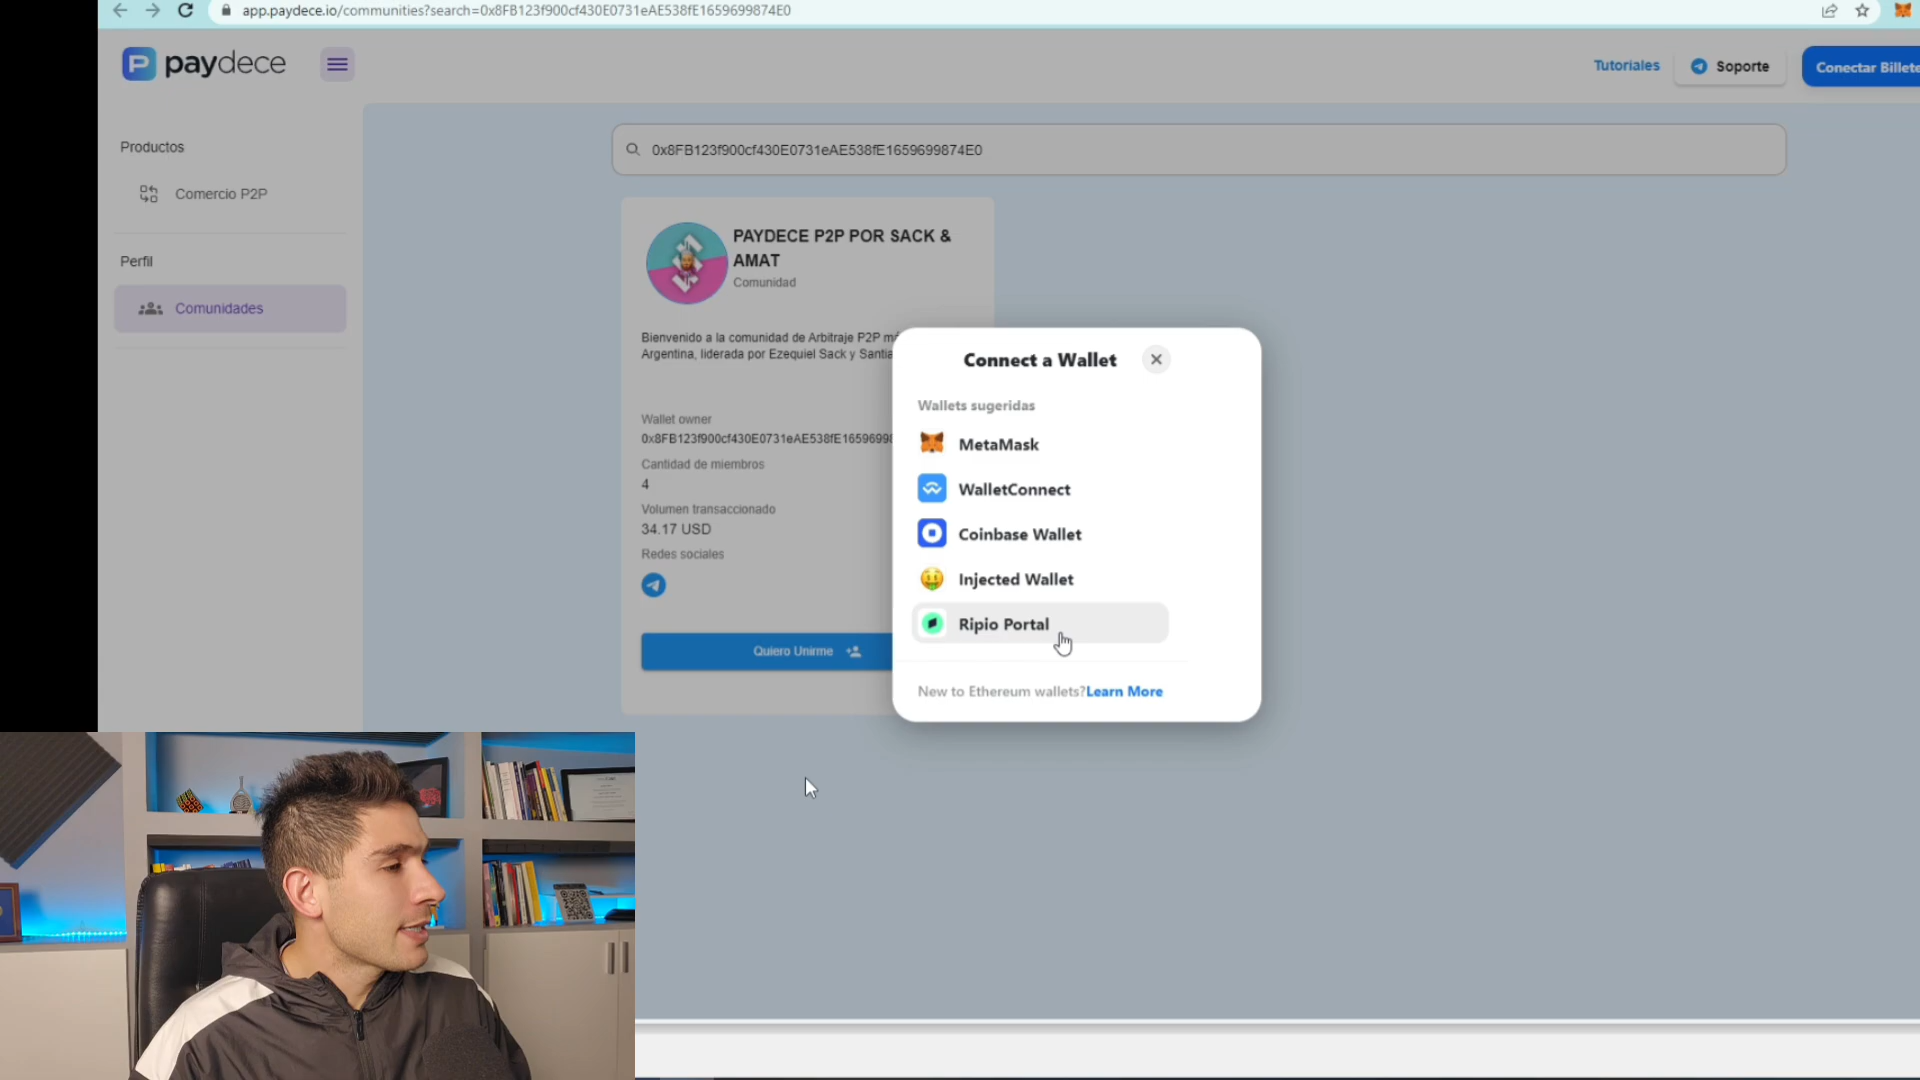 app.paydece.io/communities?search=0x8FB123f900cf430E0731eAE538fE1659699874E0
paydece
Tutoriales
Soporte
Conectar Billete
Productos
Comercio P2P
Perfil
Comunidades
0x8FB123f900cf430E0731eAE538fE1659699874E0
PAYDECE P2P POR SACK &
AMAT
Comunidad
Bienvenido a la comunidad de Arbitraje P2P
Argentina, liderada por Ezequiel Sack y
Wallet owner
0x8FB123f900cf430E0731eAE538fE1659699
Cantidad de miembros
4
Volumen transaccionado
34.17 USD
Redes sociales
Quiero Unirme
Connect a Wallet
Wallets sugeridas
MetaMask
WalletConnect
Coinbase Wallet
Injected Wallet
Ripio Portal
New to Ethereum wallets?Learn More